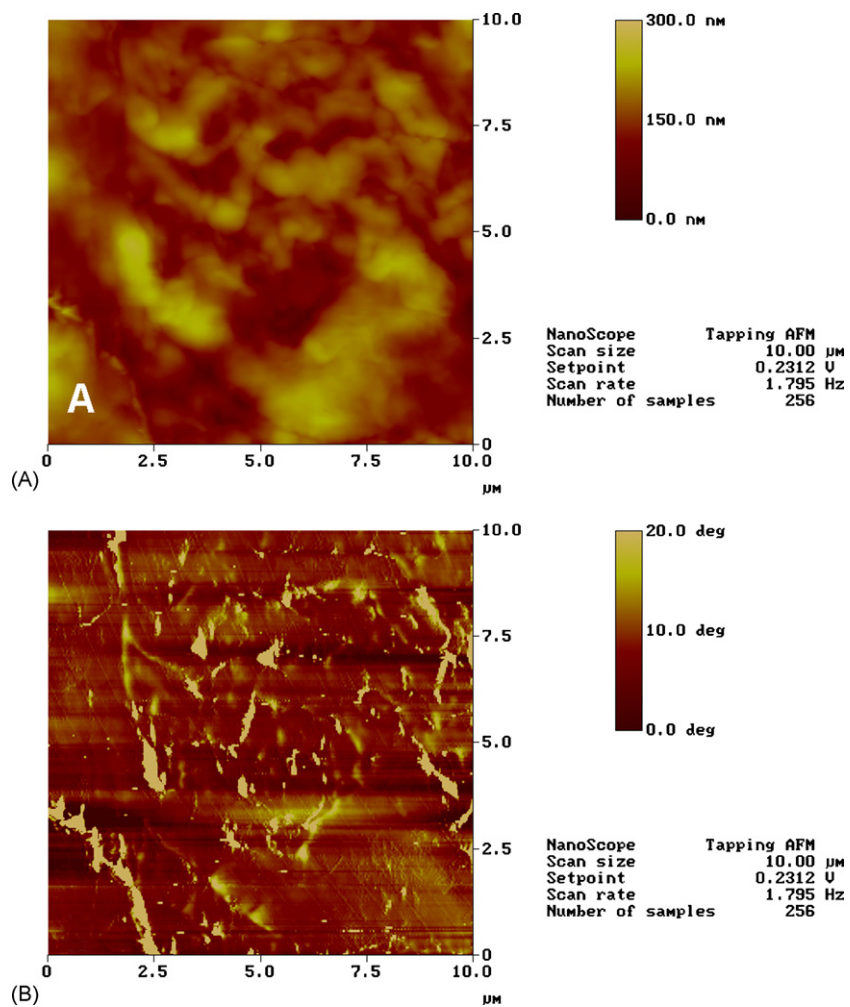 10.0
7.5
5.0
2.5
0
0 2.5 5.0 7.5 10.0
µM
A
(A)
300.0 nM
150.0 nM
0.0 nM
NanoScope Tapping AFM
Scan size 10.00 µM
Setpoint 0.2312 V
Scan rate 1.795 Hz
Number of samples 256
10.0
7.5
5.0
2.5
0
0 2.5 5.0 7.5 10.0
µM
(B)
20.0 deg
10.0 deg
0.0 deg
NanoScope Tapping AFM
Scan size 10.00 µM
Setpoint 0.2312 V
Scan rate 1.795 Hz
Number of samples 256